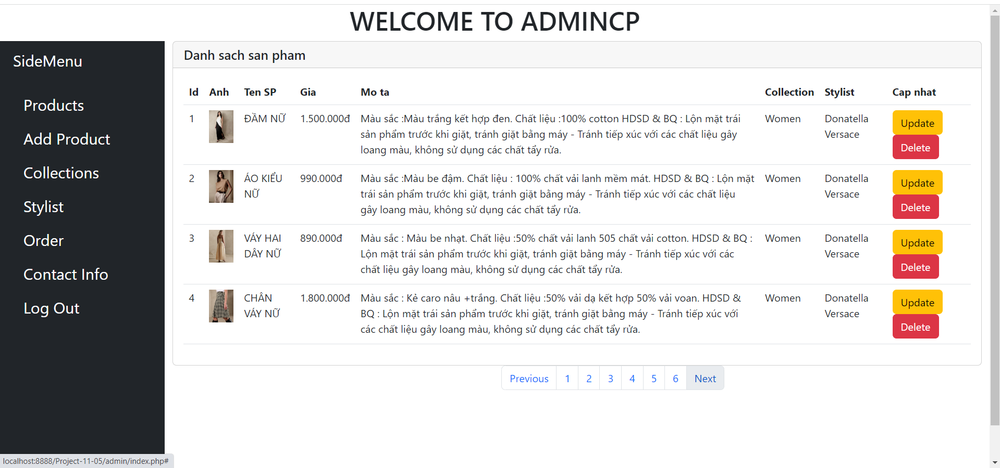 WELCOME TO ADMINCP
SideMenu
Products
Add Product
Collections
Stylist
Order
Contact Info
Log Out
Danh sach san pham
Id Anh Ten SP Gia Mo ta Collection Stylist Cap nhat
1 ĐẦM NỮ 1.500.000đ Màu sắc :Màu trắng kết hợp đen. Chất liệu :100% cotton HDSD & BQ : Lộn mặt trái Women Donatella Update
sản phẩm trước khi giặt, tránh giặt bằng máy - Tránh tiếp xúc với các chất liệu gây Versace
loang màu, không sử dụng các chất tẩy rửa. Delete
2 ÁO KIỂU 990.000đ Màu sắc :Màu be đậm. Chất liệu : 100% chất vải lanh mềm mát. HDSD & BQ : Lộn mặt Women Donatella Update
NỮ trái sản phẩm trước khi giặt, tránh giặt bằng máy - Tránh tiếp xúc với các chất liệu Versace
gây loang màu, không sử dụng các chất tẩy rửa. Delete
3 VÁY HAI 890.000đ Màu sắc : Màu be nhạt. Chất liệu :50% chất vải lanh 505 chất vải cotton. HDSD & BQ : Women Donatella Update
DÂY NỮ Lộn mặt trái sản phẩm trước khi giặt, tránh giặt bằng máy - Tránh tiếp xúc với các Versace
chất liệu gây loang màu, không sử dụng các chất tẩy rửa. Delete
4 CHÂN 1.800.000đ Màu sắc : Kẻ caro nâu +trắng. Chất liệu :50% vải dạ kết hợp 50% vải voan. HDSD & Women Donatella Update
VÁY NỮ BQ : Lộn mặt trái sản phẩm trước khi giặt, tránh giặt bằng máy - Tránh tiếp xúc với Versace
các chất liệu gây loang màu, không sử dụng các chất tẩy rửa. Delete
Previous 1 2 3 4 5 6 Next
localhost:8888/Project-11-05/admin/index.php#